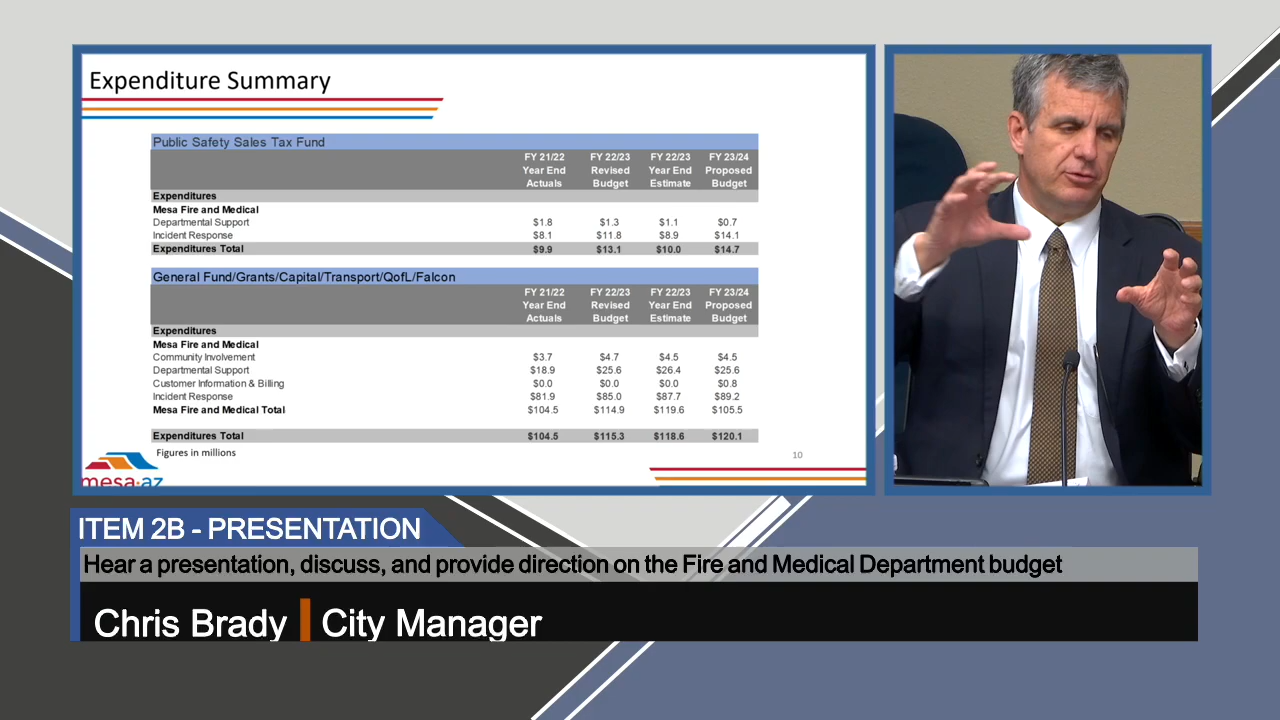 Expenditure Summary
Public Safety Sales Tax Fund
FY 21/22 FY 22/23 FY 22/23 FY 23/24
Year End Revised Year End Proposed
Actuals Budget Estimate Budget
Expenditures
Mesa Fire and Medical
Departmental Support $1.8 $1.3 $1.1 $0.7
Incident Response $8.1 $11.8 $8.9 $14.1
Expenditures Total $9.9 $13.1 $10.0 $14.7
General Fund/Grants/Capital/Transport/QofL/Falcon
FY 21/22 FY 22/23 FY 22/23 FY 23/24
Year End Revised Year End Proposed
Actuals Budget Estimate Budget
Expenditures
Mesa Fire and Medical
Community Involvement $3.7 $4.7 $4.5 $4.5
Departmental Support $18.9 $25.6 $26.4 $25.6
Customer Information & Billing $0.0 $0.0 $0.0 $0.8
Incident Response $81.9 $85.0 $87.7 $89.2
Mesa Fire and Medical Total $104.5 $114.9 $119.6 $105.5
Expenditures Total $104.5 $115.3 $118.6 $120.1
Figures in millions
10
mesa·az
ITEM 2B - PRESENTATION
Hear a presentation, discuss, and provide direction on the Fire and Medical Department budget
Chris Brady City Manager